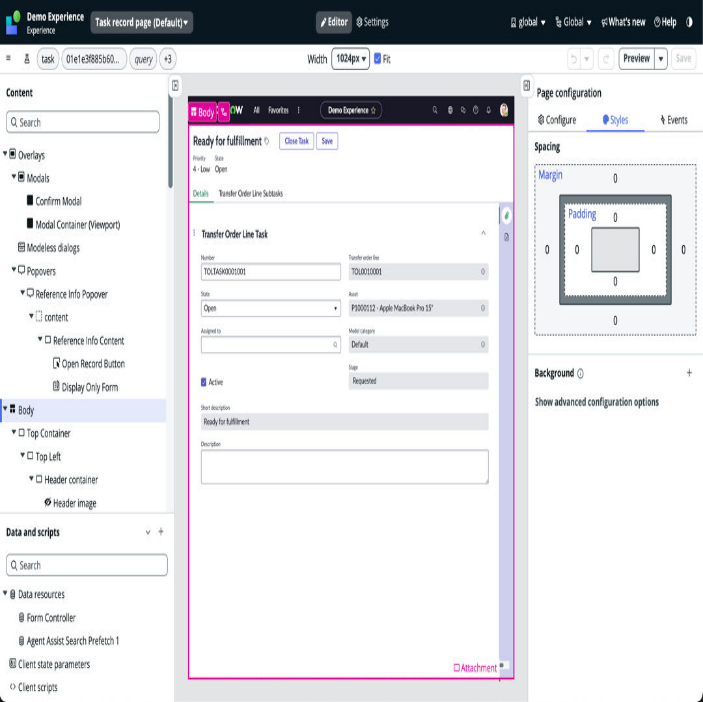 Demo Experience
Experience
Task record page (Default)
Editor
Settings
global
Global
What's new
Help
task
01e1e3f885b60...
query
+3
Width
1024px
Fit
Preview
Save
Content
Search
Overlays
Modals
Confirm Modal
Modal Container (Viewport)
Modeless dialogs
Popovers
Reference Info Popover
content
Reference Info Content
Open Record Button
Display Only Form
Body
Top Container
Top Left
Header container
Header image
Data and scripts
Search
Data resources
Form Controller
Agent Assist Search Prefetch 1
Client state parameters
Client scripts
Body
All
Favorites
Demo Experience
Ready for fulfillment
Close Task
Save
Priority
State
4 - Low
Open
Details
Transfer Order Line Subtasks
Transfer Order Line Task
Number
Transfer order line
TOLTASK0001001
TOL0010001
State
Asset
Open
P1000112 - Apple MacBook Pro 15"
Assigned to
Model category
Default
Stage
Active
Requested
Short description
Ready for fulfillment
Description
Attachment
Page configuration
Configure
Styles
Events
Spacing
Margin
0
Padding
0
0
0
0
0
0
0
Background
Show advanced configuration options